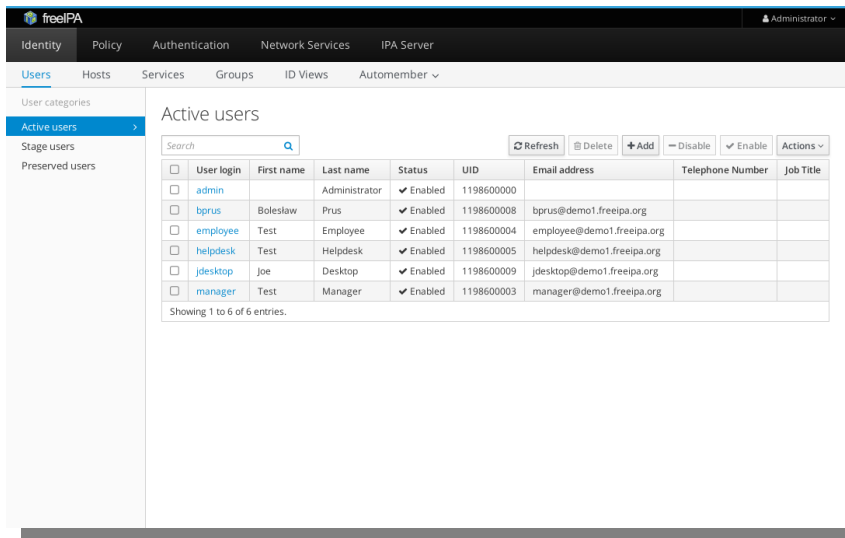 freeIPA Administrator
Identity Policy Authentication Network Services IPA Server
Users Hosts Services Groups ID Views Automember
User categories
Active users
Stage users
Preserved users
Active users
Search Refresh Delete Add Disable Enable Actions
User login First name Last name Status UID Email address Telephone Number Job Title
admin Administrator Enabled 1198600000
bprus Bolesław Prus Enabled 1198600008 bprus@demo1.freeipa.org
employee Test Employee Enabled 1198600004 employee@demo1.freeipa.org
helpdesk Test Helpdesk Enabled 1198600005 helpdesk@demo1.freeipa.org
jdesktop Joe Desktop Enabled 1198600009 jdesktop@demo1.freeipa.org
manager Test Manager Enabled 1198600003 manager@demo1.freeipa.org
Showing 1 to 6 of 6 entries.